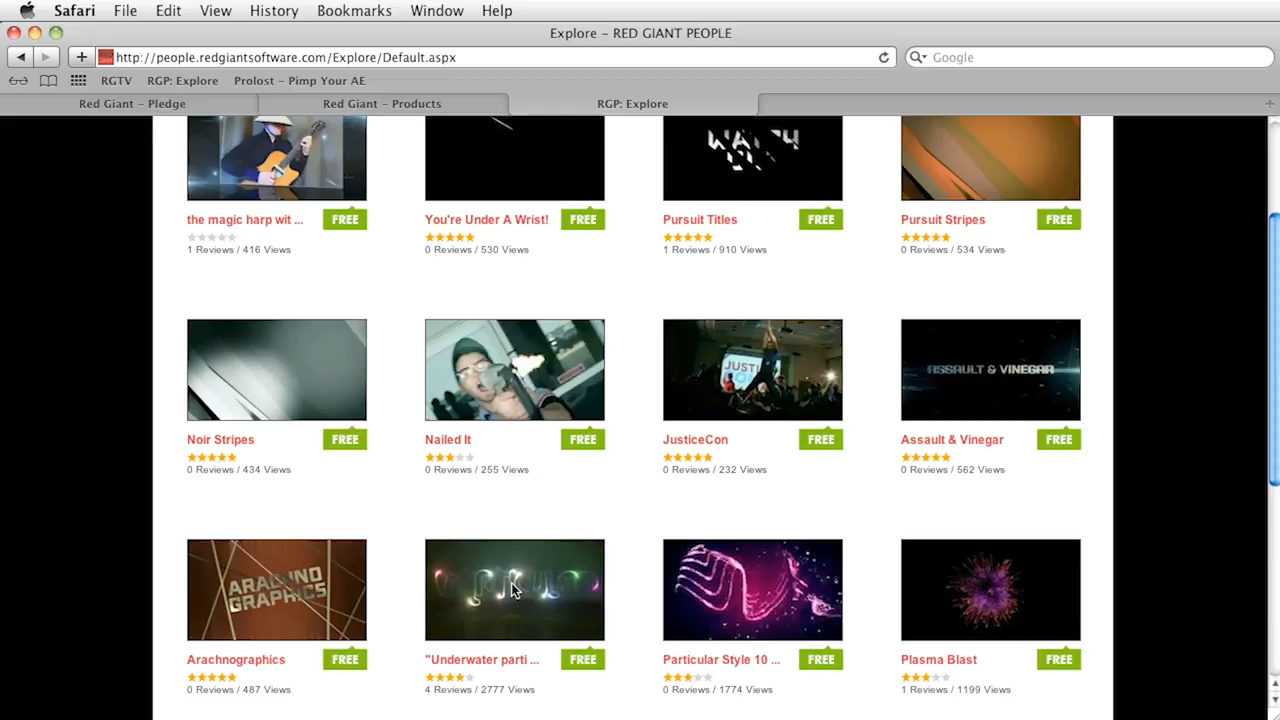 Safari File Edit View History Bookmarks Window Help
Explore – RED GIANT PEOPLE
http://people.redgiantsoftware.com/Explore/Default.aspx Google
RGTV RGP: Explore Prolost – Pimp Your AE
Red Giant – Pledge Red Giant – Products RGP: Explore
the magic harp wit ... FREE You're Under A Wrist! FREE Pursuit Titles FREE Pursuit Stripes FREE
1 Reviews / 416 Views 0 Reviews / 530 Views 1 Reviews / 910 Views 0 Reviews / 534 Views
JUSTI
ASSAULT & VINEGAR
Noir Stripes FREE Nailed It FREE JusticeCon FREE Assault & Vinegar FREE
0 Reviews / 434 Views 0 Reviews / 255 Views 0 Reviews / 232 Views 0 Reviews / 562 Views
ARACHNO
GRAPHICS
Arachnographics FREE "Underwater parti ... FREE Particular Style 10 ... FREE Plasma Blast FREE
0 Reviews / 487 Views 4 Reviews / 2777 Views 0 Reviews / 1774 Views 1 Reviews / 1199 Views